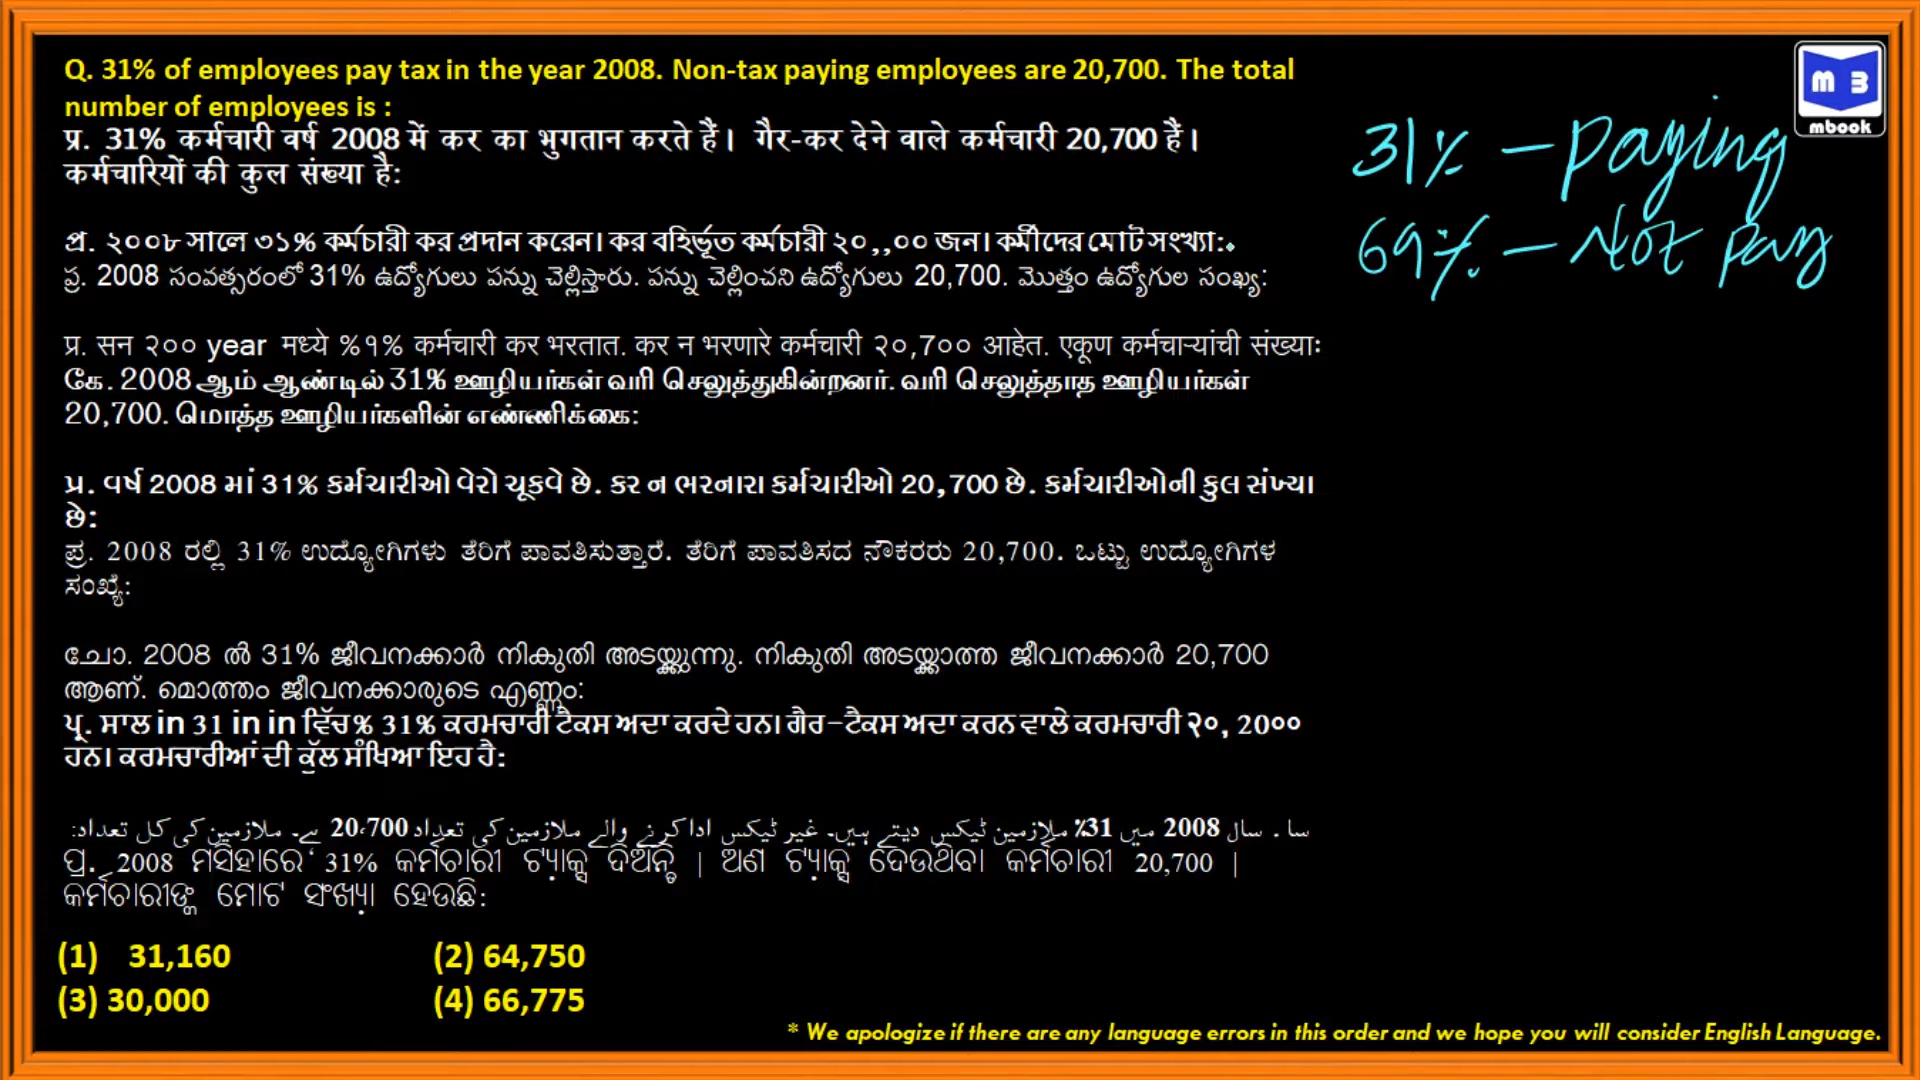 Q. 31% of employees pay tax in the year 2008. Non-tax paying employees are 20,700. The total
number of employees is :
प्र. 31% कर्मचारी वर्ष 2008 में कर का भुगतान करते हैं। गैर-कर देने वाले कर्मचारी 20,700 हैं।
कर्मचारियों की कुल संख्या है:
প্র. ২০০৮ সালে ৩১% কর্মচারী কর প্রদান করেন। কর বহির্ভূত কর্মচারী ২০,,০০ জন। কর্মীদের মোট সংখ্যা:
ప్ర. 2008 సంవత్సరంలో 31% ఉద్యోగులు పన్ను చెల్లిస్తారు. పన్ను చెల్లించని ఉద్యోగులు 20,700. మొత్తం ఉద్యోగుల సంఖ్య:
प्र. सन २०० year मध्ये %१% कर्मचारी कर भरतात. कर न भरणारे कर्मचारी २०,7०० आहेत. एकूण कर्मचाऱ्यांची संख्याः
கே. 2008 ஆம் ஆண்டில் 31% ஊழியர்கள் வரி செலுத்துகின்றனர். வரி செலுத்தாத ஊழியர்கள்
20,700. மொத்த ஊழியர்களின் எண்ணிக்கை:
પ્ર. વર્ષ 2008 માં 31% કર્મચારીઓ વેરો ચૂકવે છે. કર ન ભરનારા કર્મચારીઓ 20,700 છે. કર્મચારીઓની કુલ સંખ્યા
છે:
ಪ್ರ. 2008 ರಲ್ಲಿ 31% ಉದ್ಯೋಗಿಗಳು ತೆರಿಗೆ ಪಾವತಿಸುತ್ತಾರೆ. ತೆರಿಗೆ ಪಾವತಿಸದ ನೌಕರರು 20,700. ಒಟ್ಟು ಉದ್ಯೋಗಿಗಳ
ಸಂಖ್ಯೆ:
ചോ. 2008 ൽ 31% ജീവനക്കാർ നികുതി അടയ്ക്കുന്നു. നികുതി അടയ്ക്കാത്ത ജീവനക്കാർ 20,700
ആണ്. മൊത്തം ജീവനക്കാരുടെ എണ്ണം:
ਪ੍ਰ. ਸਾਲ in 31 in in ਵਿੱਚ% 31% ਕਰਮਚਾਰੀ ਟੈਕਸ ਅਦਾ ਕਰਦੇ ਹਨ। ਗੈਰ-ਟੈਕਸ ਅਦਾ ਕਰਨ ਵਾਲੇ ਕਰਮਚਾਰੀ २०, 20००
ਹਨ। ਕਰਮਚਾਰੀਆਂ ਦੀ ਕੁੱਲ ਸੰਖਿਆ ਇਹ ਹੈ:
سا . سال 2008 میں 31٪ ملازمین ٹیکس دیتے ہیں۔ غیر ٹیکس ادا کرنے والے ملازمین کی تعداد 20،700 ہے۔ ملازمین کی کل تعداد:
ପ୍ର. 2008 ମସିହାରେ 31% କର୍ମଚାରୀ ଟ୍ୟାକ୍ସ ଦିଅନ୍ତି | ଅଣ ଟ୍ୟାକ୍ସ ଦେଉଥିବା କର୍ମଚାରୀ 20,700 |
କର୍ମଚାରୀଙ୍କ ମୋଟ ସଂଖ୍ୟା ହେଉଛି:
(1) 31,160 (2) 64,750
(3) 30,000 (4) 66,775
* We apologize if there are any language errors in this order and we hope you will consider English Language.
31% - Paying
69% - Not Pay
m 3
mbook